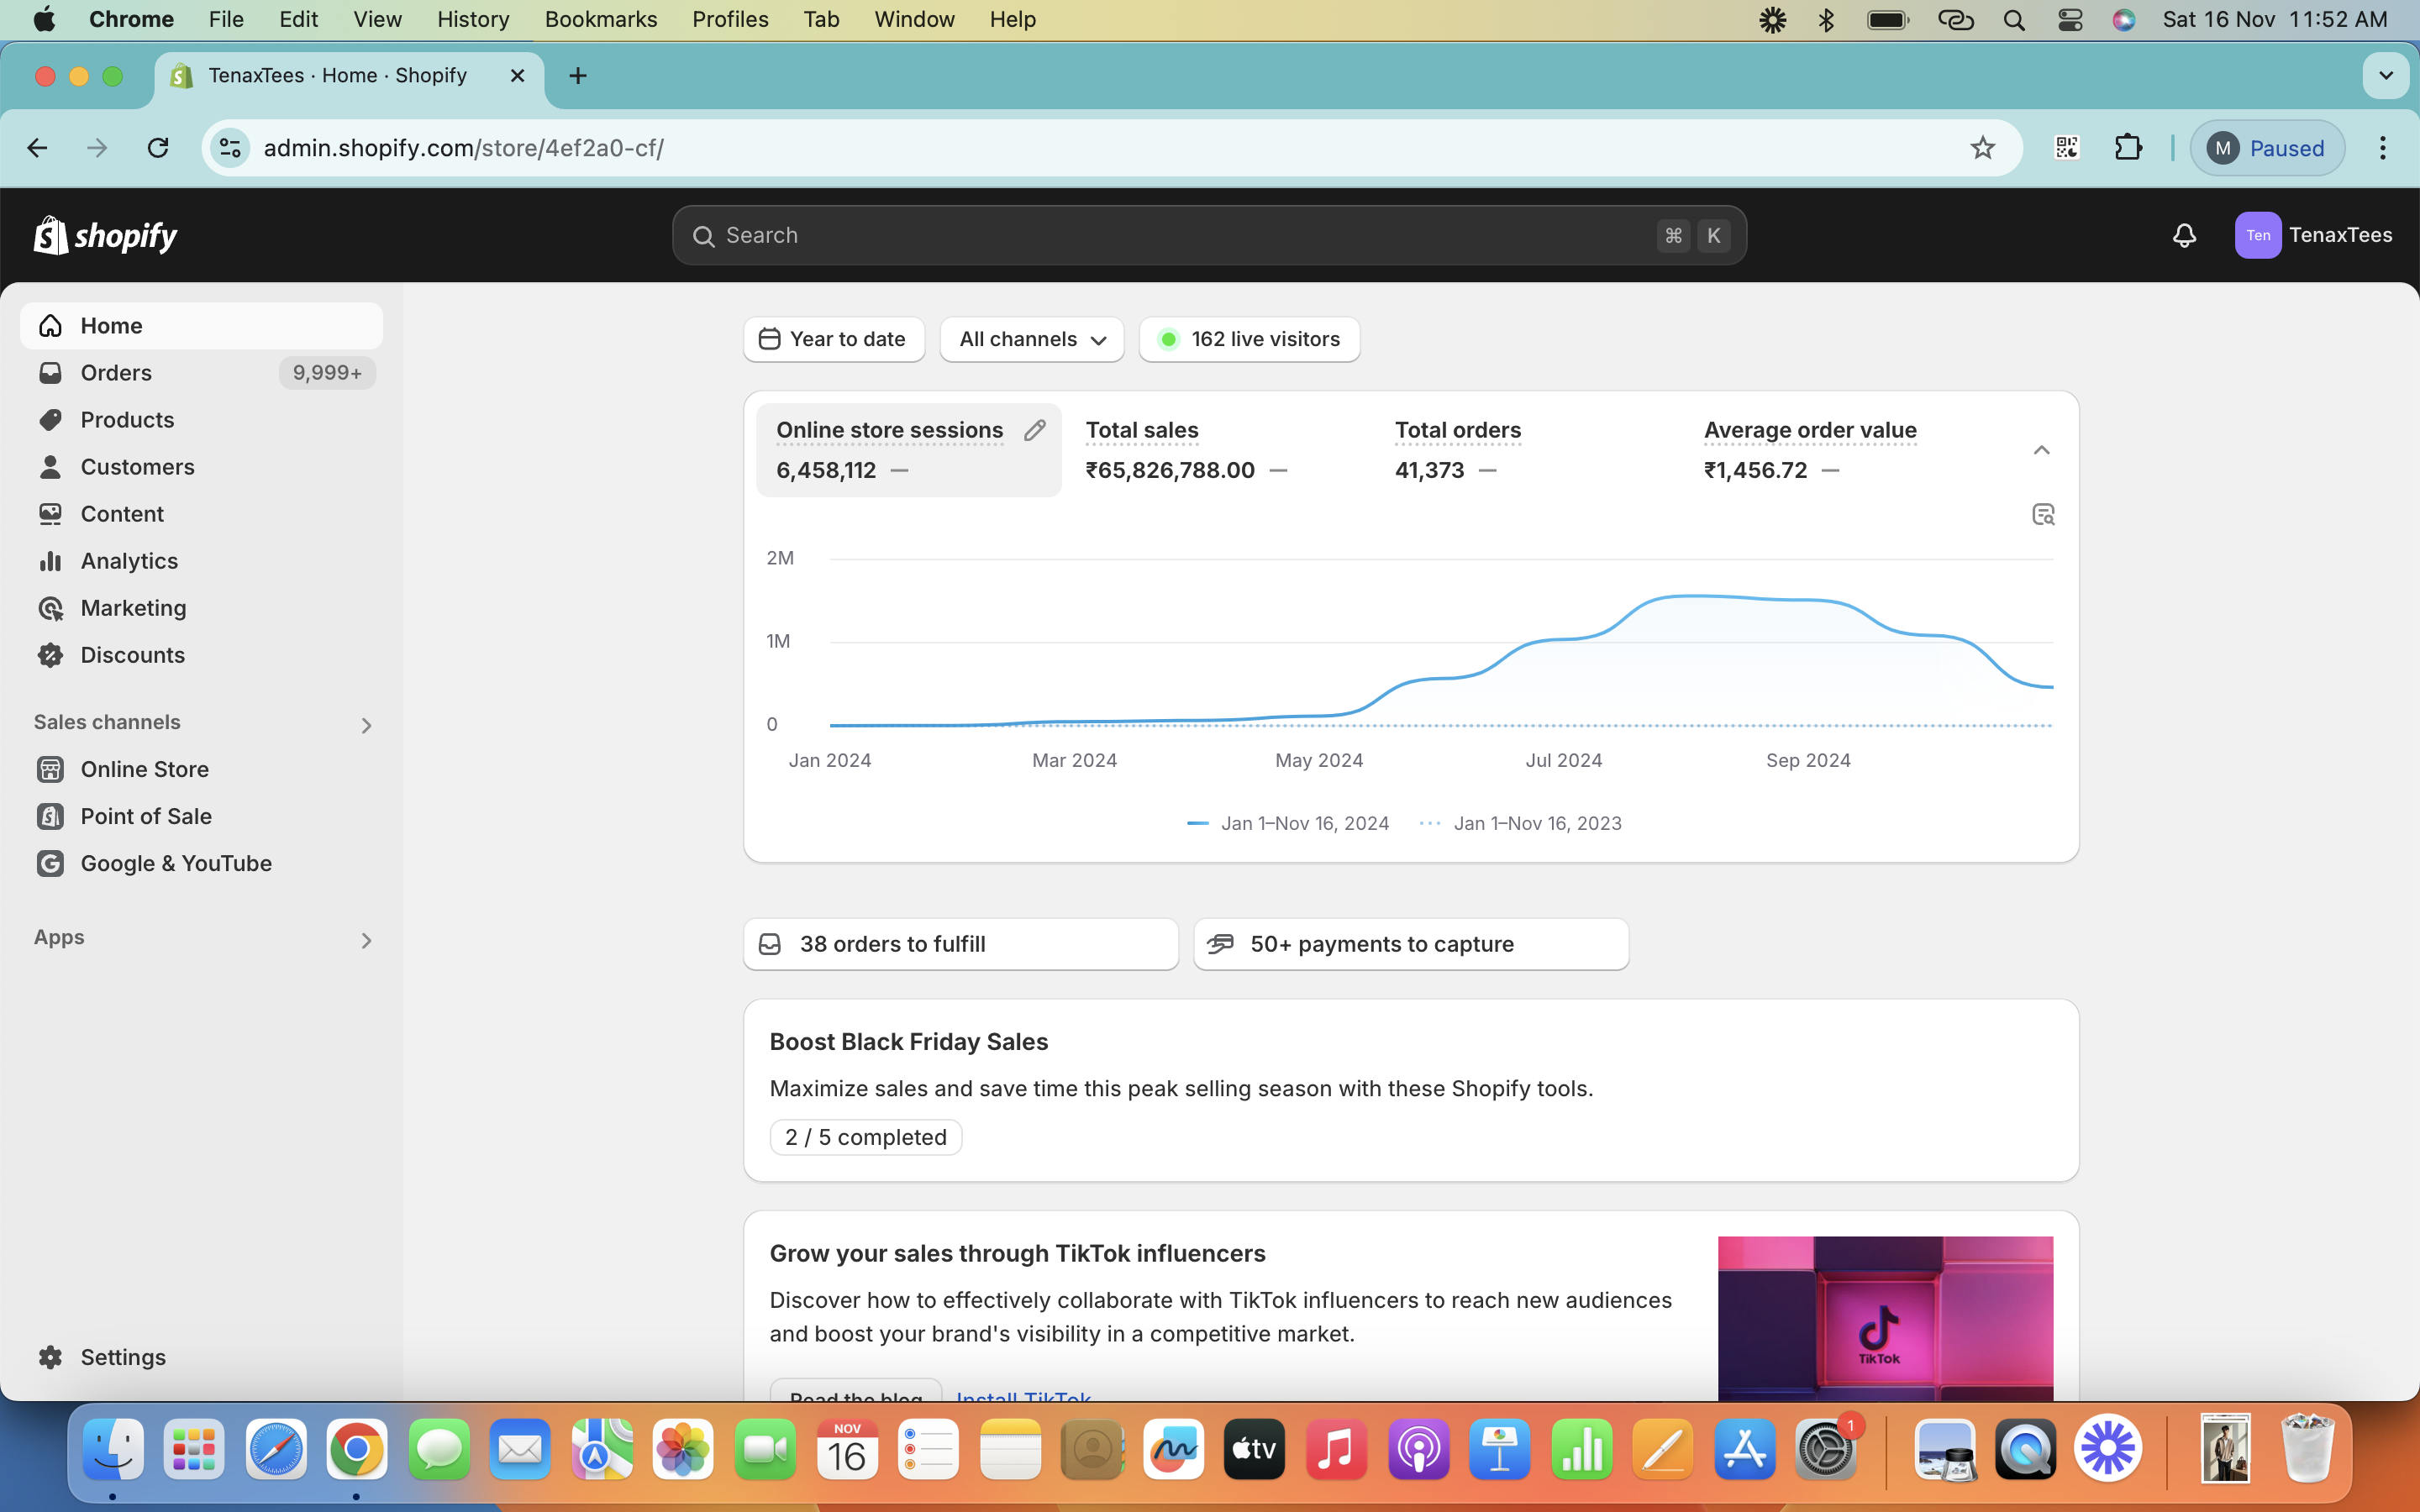 Chrome File Edit View History Bookmarks Profiles Tab Window Help Sat 16 Nov 11:52 AM
TenaxTees · Home · Shopify
admin.shopify.com/store/4ef2a0-cf/
M Paused
shopify
Search ⌘ K
Ten TenaxTees
Home
Orders 9,999+
Products
Customers
Content
Analytics
Marketing
Discounts
Sales channels
Online Store
Point of Sale
Google & YouTube
Apps
Settings
Year to date All channels 162 live visitors
Online store sessions Total sales Total orders Average order value
6,458,112 — ₹65,826,788.00 — 41,373 — ₹1,456.72 —
2M
1M
0
Jan 2024 Mar 2024 May 2024 Jul 2024 Sep 2024
Jan 1–Nov 16, 2024 Jan 1–Nov 16, 2023
38 orders to fulfill 50+ payments to capture
Boost Black Friday Sales
Maximize sales and save time this peak selling season with these Shopify tools.
2 / 5 completed
Grow your sales through TikTok influencers
Discover how to effectively collaborate with TikTok influencers to reach new audiences
and boost your brand's visibility in a competitive market.
TikTok
Read the blog Install TikTok
NOV
16
tv
1